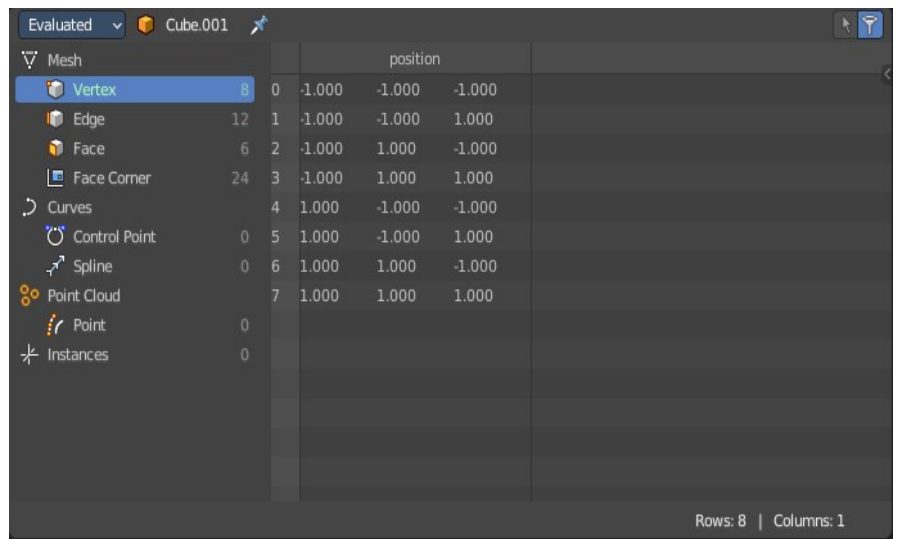 Evaluated Cube.001
Mesh position
Vertex 8 0 -1.000 -1.000 -1.000
Edge 12 1 -1.000 -1.000 1.000
Face 6 2 -1.000 1.000 -1.000
Face Corner 24 3 -1.000 1.000 1.000
Curves 4 1.000 -1.000 -1.000
Control Point 0 5 1.000 -1.000 1.000
Spline 0 6 1.000 1.000 -1.000
Point Cloud 7 1.000 1.000 1.000
Point 0
Instances 0
Rows: 8 | Columns: 1